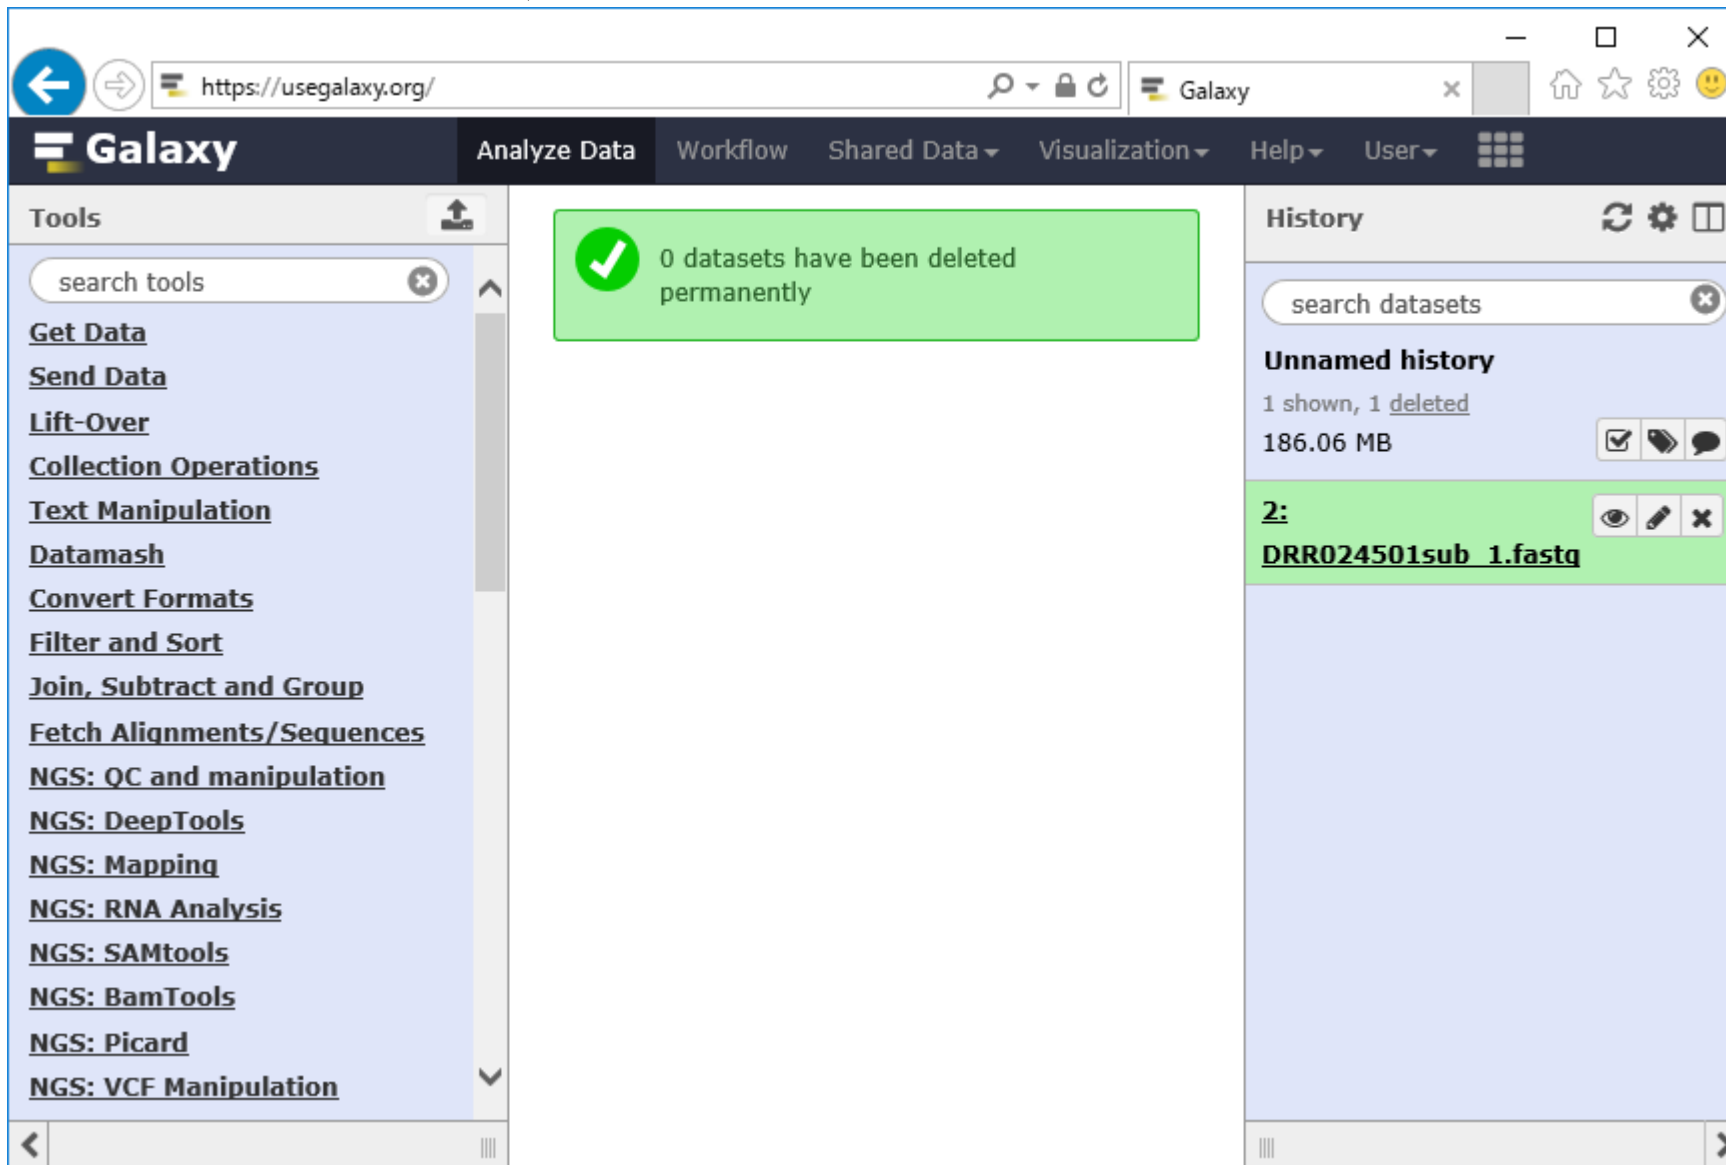 https://usegalaxy.org/
Galaxy
Galaxy
Analyze Data
Workflow
Shared Data
Visualization
Help
User
Tools
search tools
Get Data
Send Data
Lift-Over
Collection Operations
Text Manipulation
Datamash
Convert Formats
Filter and Sort
Join, Subtract and Group
Fetch Alignments/Sequences
NGS: QC and manipulation
NGS: DeepTools
NGS: Mapping
NGS: RNA Analysis
NGS: SAMtools
NGS: BamTools
NGS: Picard
NGS: VCF Manipulation
0 datasets have been deleted
permanently
History
search datasets
Unnamed history
1 shown, 1 deleted
186.06 MB
2:
DRR024501sub_1.fastq